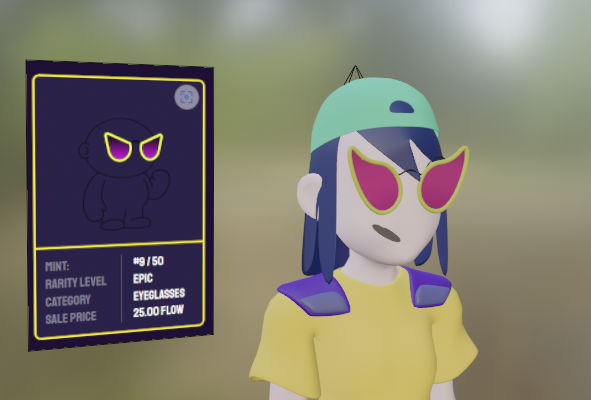 MINT: #9 / 50
RARITY LEVEL EPIC
CATEGORY EYEGLASSES
SALE PRICE 25.00 FLOW